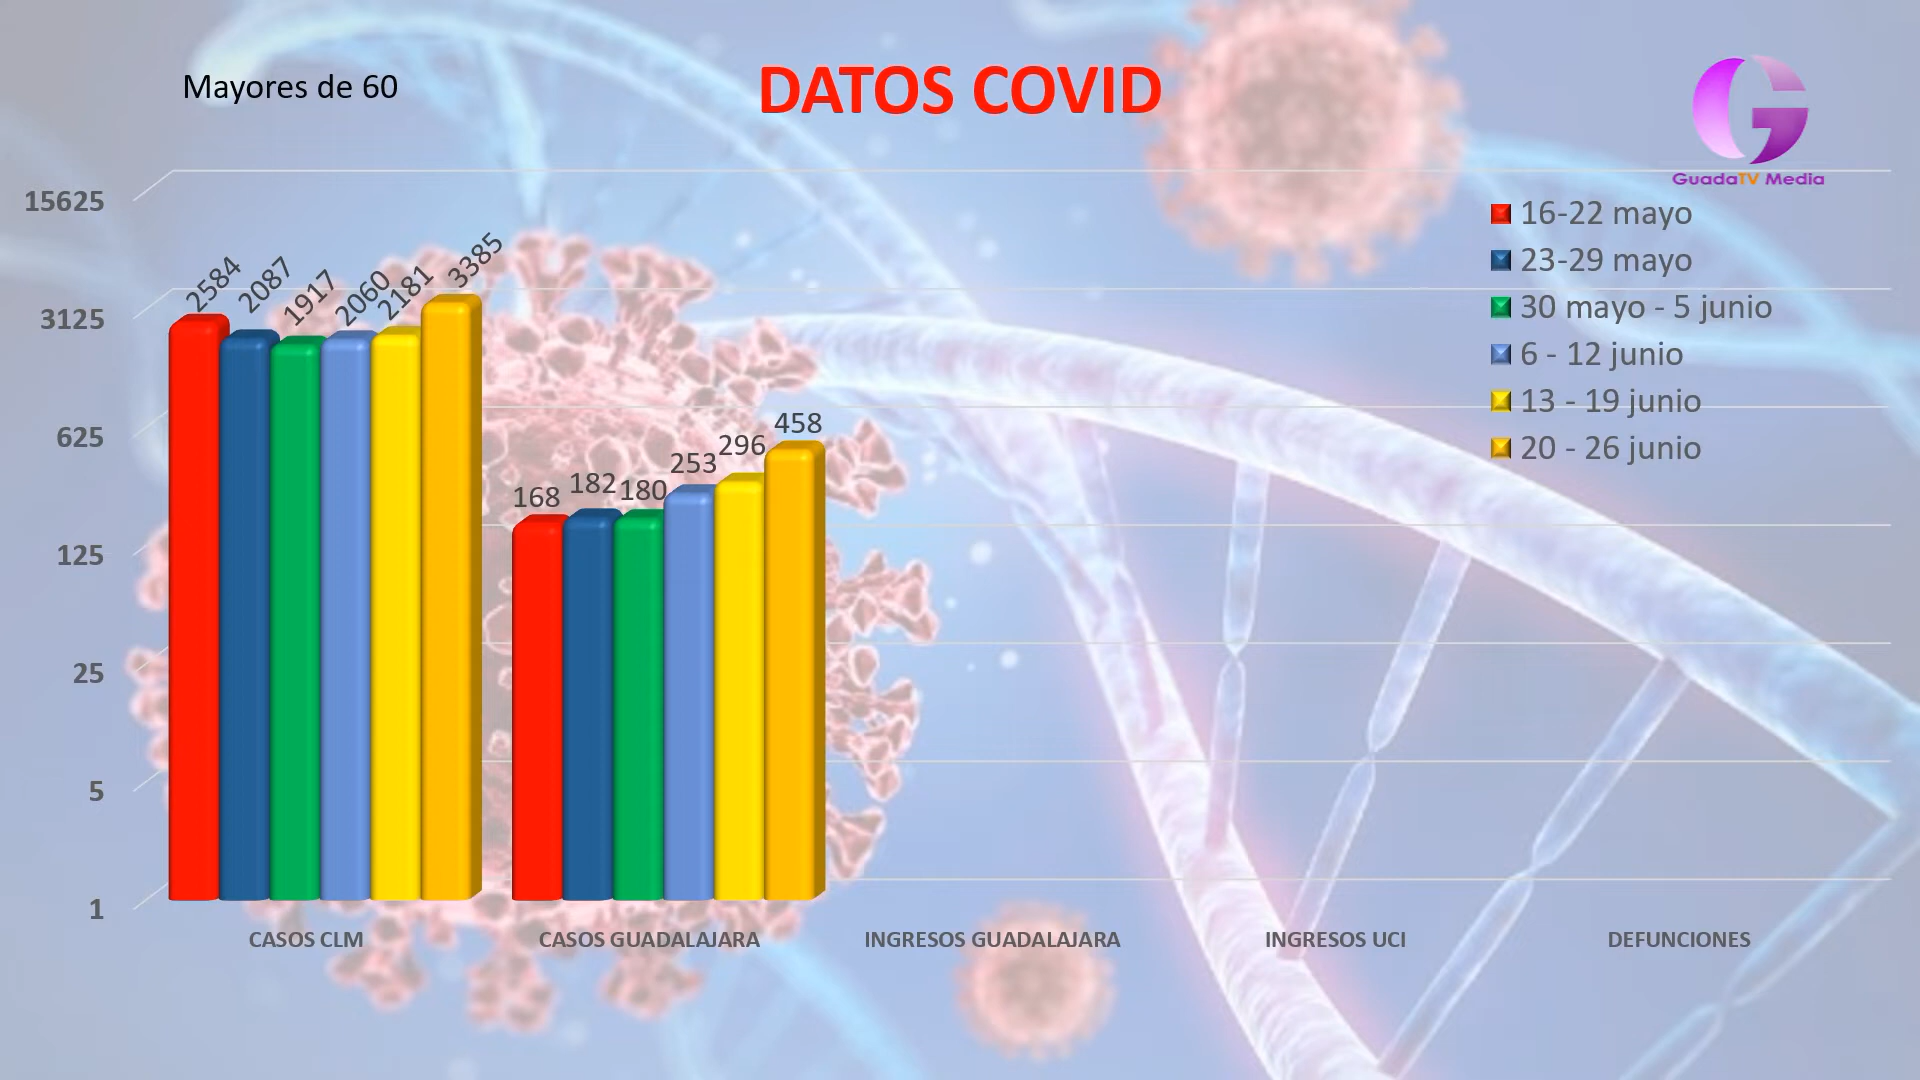 Mayores de 60
DATOS COVID
GuadaTV Media
15625
3125
625
125
25
5
1
2584
2087
1917
2060
2181
3385
168
182
180
253
296
458
16-22 mayo
23-29 mayo
30 mayo - 5 junio
6 - 12 junio
13 - 19 junio
20 - 26 junio
CASOS CLM
CASOS GUADALAJARA
INGRESOS GUADALAJARA
INGRESOS UCI
DEFUNCIONES